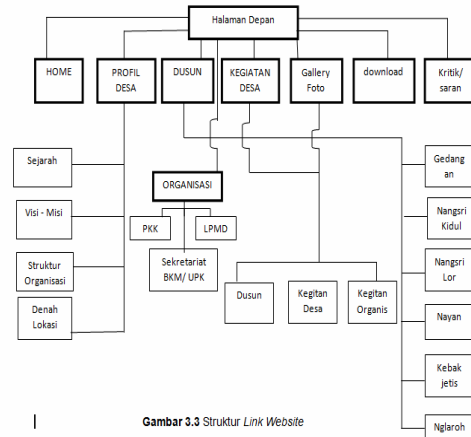 Halaman Depan
HOME
PROFIL
DESA
DUSUN
KEGIATAN
DESA
Gallery
Foto
download
Kritik/
saran
Sejarah
Visi - Misi
Struktur
Organisasi
Denah
Lokasi
ORGANISASI
PKK
LPMD
Sekretariat
BKM/ UPK
Dusun
Kegitan
Desa
Kegitan
Organis
Gedang
an
Nangsri
Kidul
Nangsri
Lor
Nayan
Kebak
jetis
Nglaroh
Gambar 3.3 Struktur Link Website